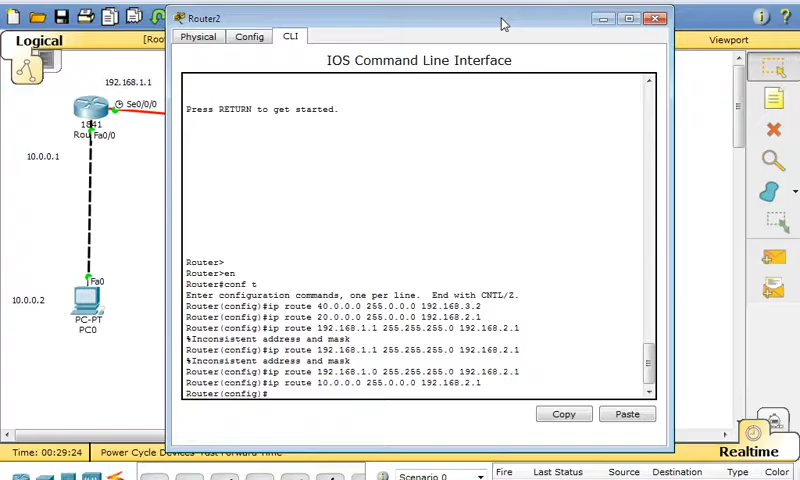 Router2
Logical
[Roo
Viewport
Physical
Config
CLI
IOS Command Line Interface
Press RETURN to get started.
Router>
Router>en
Router#conf t
Enter configuration commands, one per line.  End with CNTL/Z.
Router(config)#ip route 40.0.0.0 255.0.0.0 192.168.3.2
Router(config)#ip route 20.0.0.0 255.0.0.0 192.168.2.1
Router(config)#ip route 192.168.1.1 255.255.255.0 192.168.2.1
%Inconsistent address and mask
Router(config)#ip route 192.168.1.1 255.255.255.0 192.168.2.1
%Inconsistent address and mask
Router(config)#ip route 192.168.1.0 255.255.255.0 192.168.2.1
Router(config)#ip route 10.0.0.0 255.0.0.0 192.168.2.1
Router(config)#
Copy
Paste
192.168.1.1
Se0/0/0
1841
Rou
Fa0/0
10.0.0.1
Fa0
10.0.0.2
PC-PT
PC0
Time: 00:29:24
Power Cycle Devices
Fast Forward Time
Realtime
Scenario 0
Fire
Last Status
Source
Destination
Type
Color